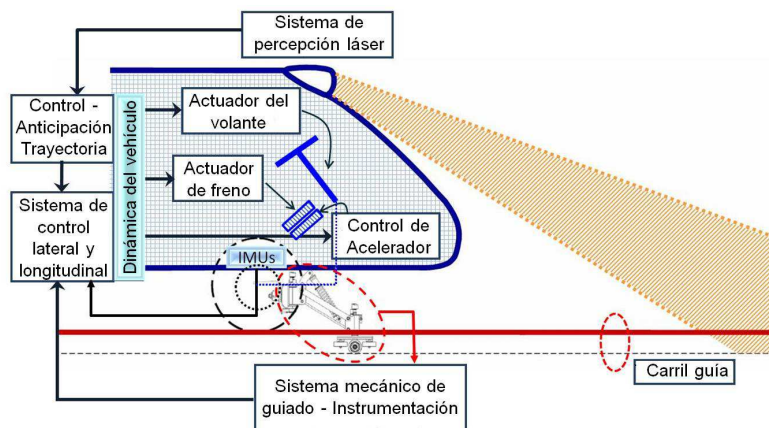 Sistema de
percepción láser
Control -
Anticipación
Trayectoria
Dinámica del vehículo
Actuador del
volante
Actuador
de freno
Sistema de
control
lateral y
longitudinal
Control de
Acelerador
IMUs
Carril guía
Sistema mecánico de
guiado - Instrumentación